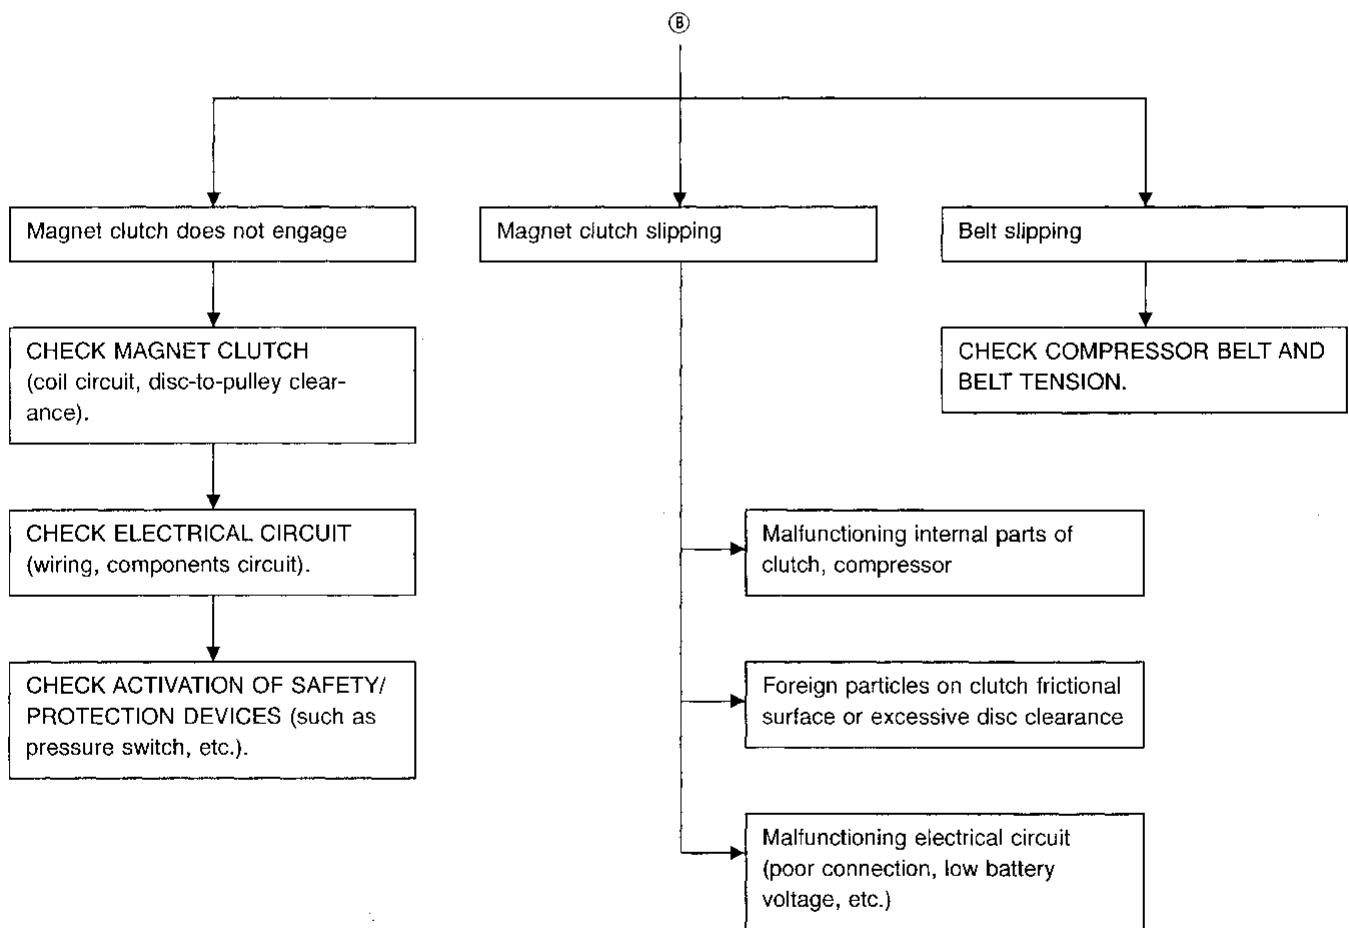 B
Magnet clutch does not engage
Magnet clutch slipping
Belt slipping
CHECK MAGNET CLUTCH
(coil circuit, disc-to-pulley clear-
ance).
CHECK COMPRESSOR BELT AND
BELT TENSION.
CHECK ELECTRICAL CIRCUIT
(wiring, components circuit).
Malfunctioning internal parts of
clutch, compressor
CHECK ACTIVATION OF SAFETY/
PROTECTION DEVICES (such as
pressure switch, etc.).
Foreign particles on clutch frictional
surface or excessive disc clearance
Malfunctioning electrical circuit
(poor connection, low battery
voltage, etc.)